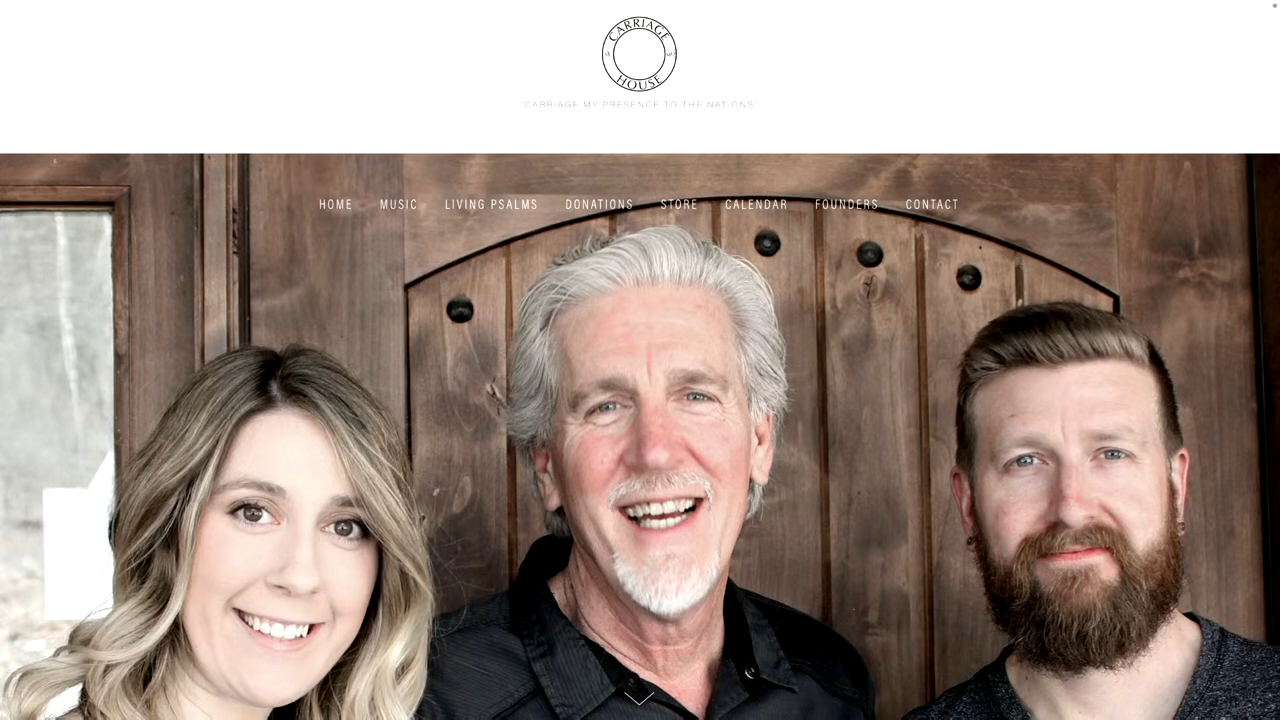 CARRIAGE
HOUSE
"CARRIAGE MY PRESENCE TO THE NATIONS"
HOME MUSIC LIVING PSALMS DONATIONS STORE CALENDAR FOUNDERS CONTACT